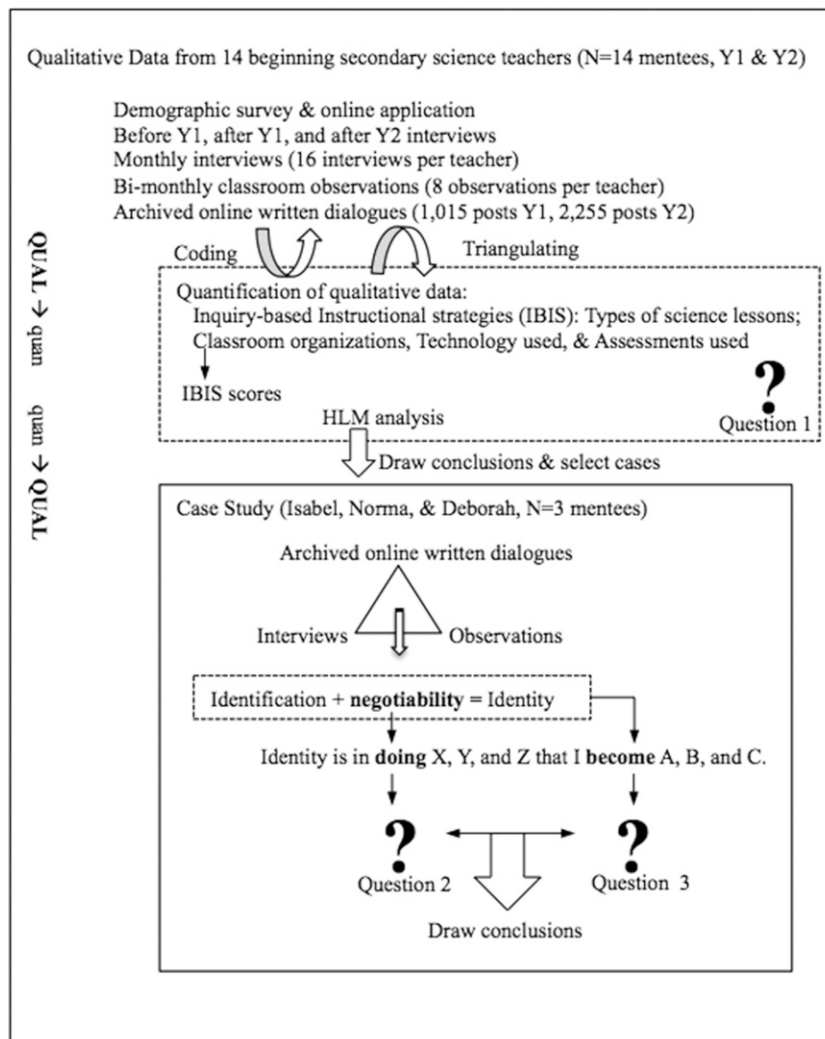 Qualitative Data from 14 beginning secondary science teachers (N=14 mentees, Y1 & Y2)
Demographic survey & online application
Before Y1, after Y1, and after Y2 interviews
Monthly interviews (16 interviews per teacher)
Bi-monthly classroom observations (8 observations per teacher)
Archived online written dialogues (1,015 posts Y1, 2,255 posts Y2)
Coding
Triangulating
QUAL → quan
Quantification of qualitative data:
Inquiry-based Instructional strategies (IBIS): Types of science lessons;
Classroom organizations, Technology used, & Assessments used
IBIS scores
?
HLM analysis
Question 1
quan → QUAL
Draw conclusions & select cases
Case Study (Isabel, Norma, & Deborah, N=3 mentees)
Archived online written dialogues
Interviews
Observations
Identification + negotiability = Identity
Identity is in doing X, Y, and Z that I become A, B, and C.
?
?
Question 2
Question 3
Draw conclusions